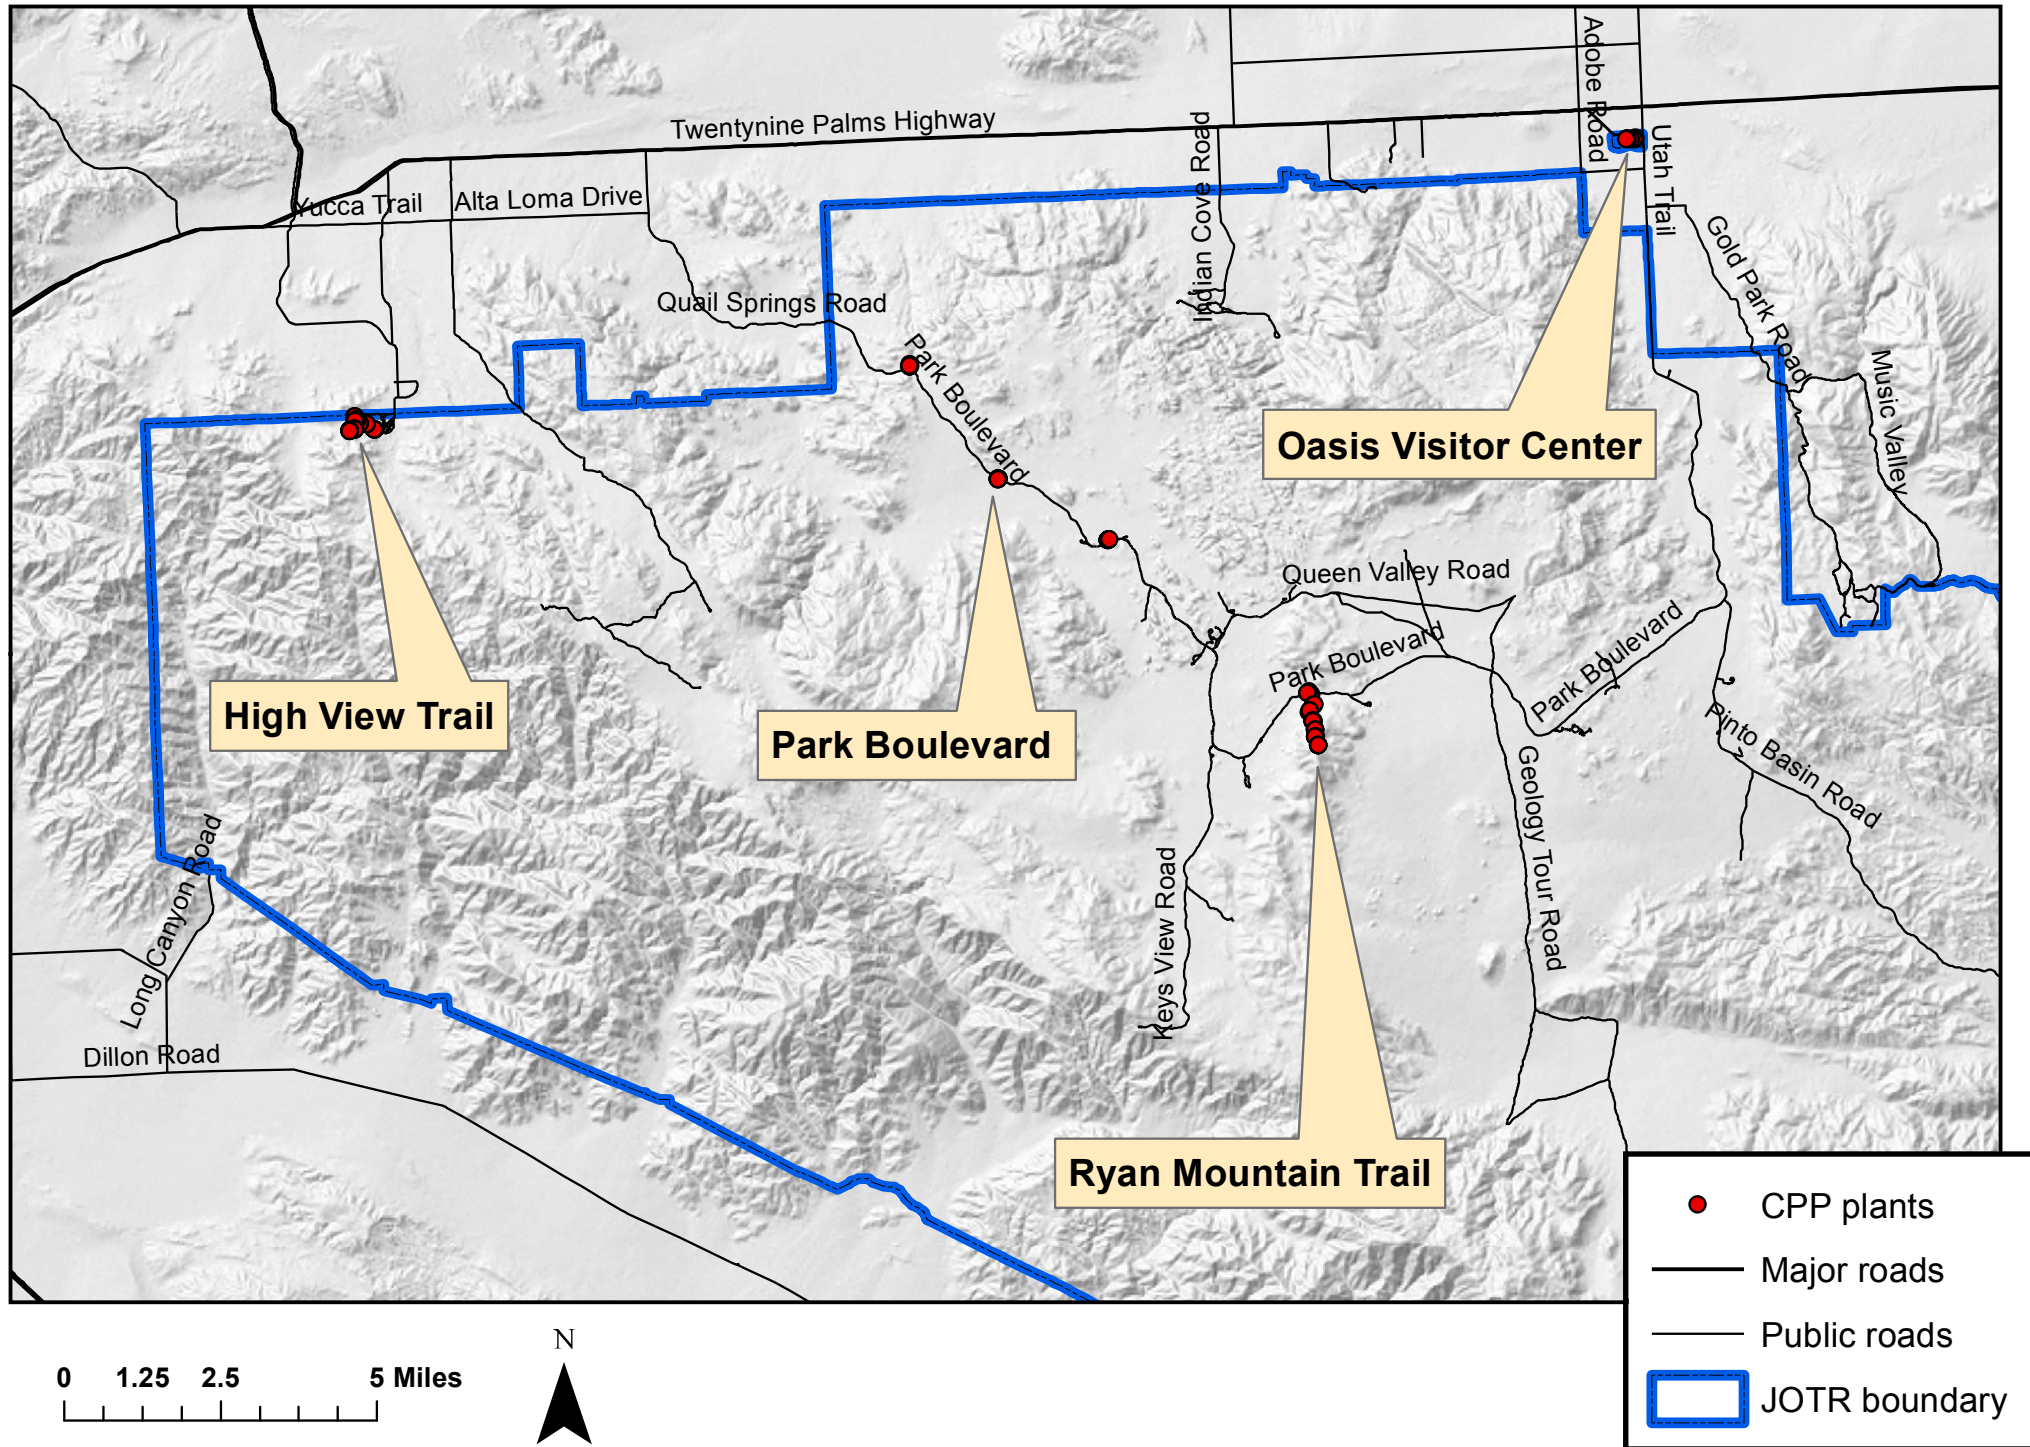 Adobe Road
Twentynine Palms Highway
Indian Cove Road
Utah Trail
Yucca Trail
Alta Loma Drive
Gold Park Road
Quail Springs Road
Park Boulevard
Music Valley
Oasis Visitor Center
Queen Valley Road
Park Boulevard
Park Boulevard
High View Trail
Park Boulevard
Pinto Basin Road
Geology Tour Road
Long Canyon Road
Keys View Road
Dillon Road
Ryan Mountain Trail
CPP plants
Major roads
Public roads
JOTR boundary
N
0 1.25 2.5 5 Miles